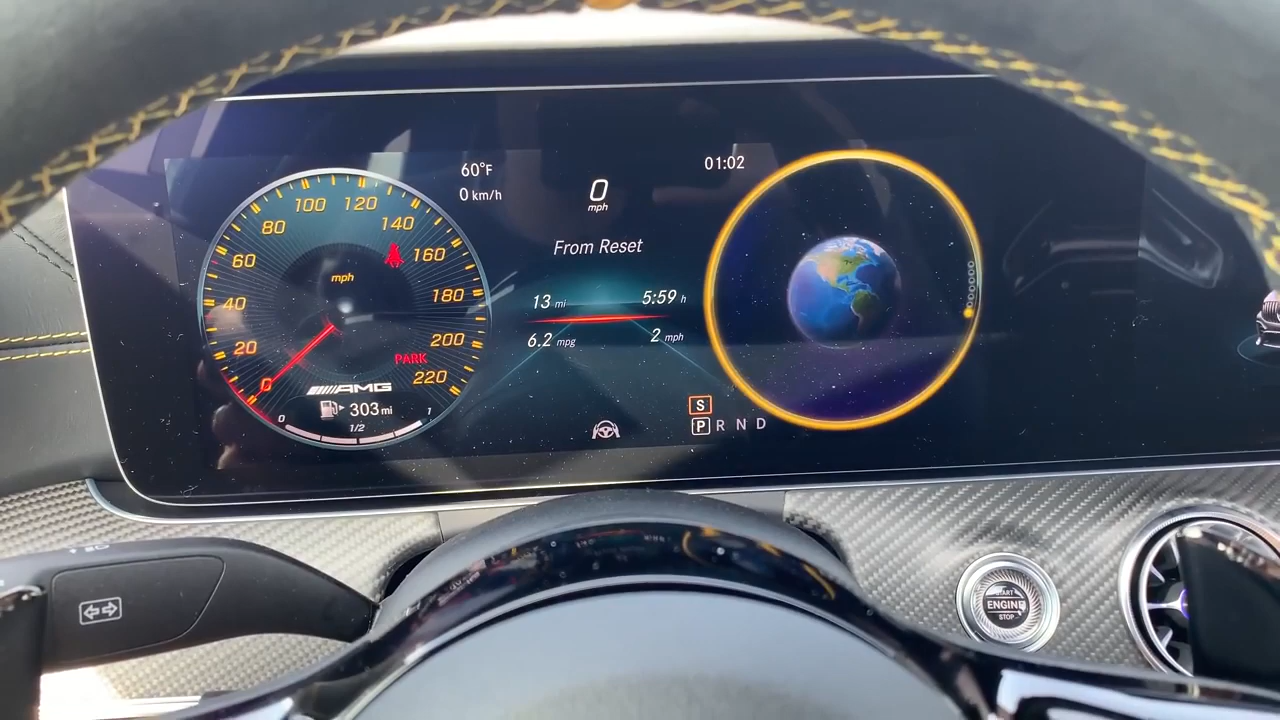 60°F
0 km/h
0
mph
01:02
From Reset
13 mi
5:59 h
6.2 mpg
2 mph
0
20
40
60
80
100
120
140
160
180
200
220
mph
PARK
AMG
303 mi
0
1/2
1
S
P R N D
START
ENGINE
STOP